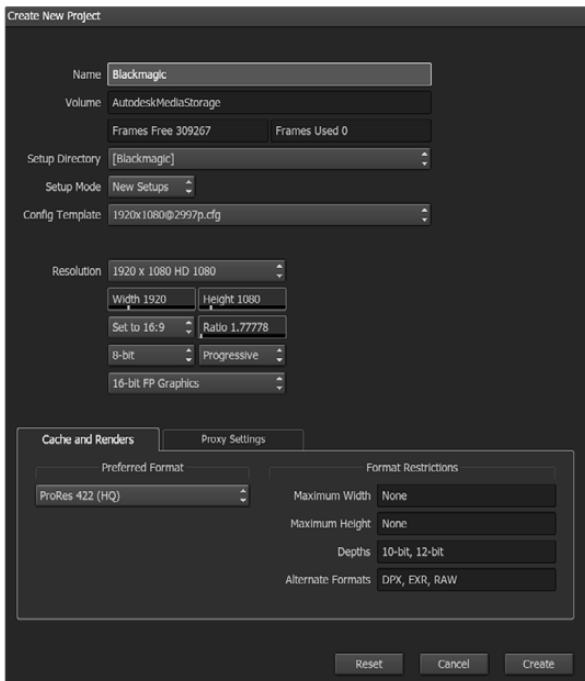 Create New Project
Name Blackmagic
Volume AutodeskMediaStorage
Frames Free 309267 Frames Used 0
Setup Directory [Blackmagic]
Setup Mode New Setups
Config Template 1920x1080@2997p.cfg
Resolution 1920 x 1080 HD 1080
Width 1920 Height 1080
Set to 16:9 Ratio 1.77778
8-bit Progressive
16-bit FP Graphics
Cache and Renders Proxy Settings
Preferred Format Format Restrictions
ProRes 422 (HQ) Maximum Width None
Maximum Height None
Depths 10-bit, 12-bit
Alternate Formats DPX, EXR, RAW
Reset Cancel Create